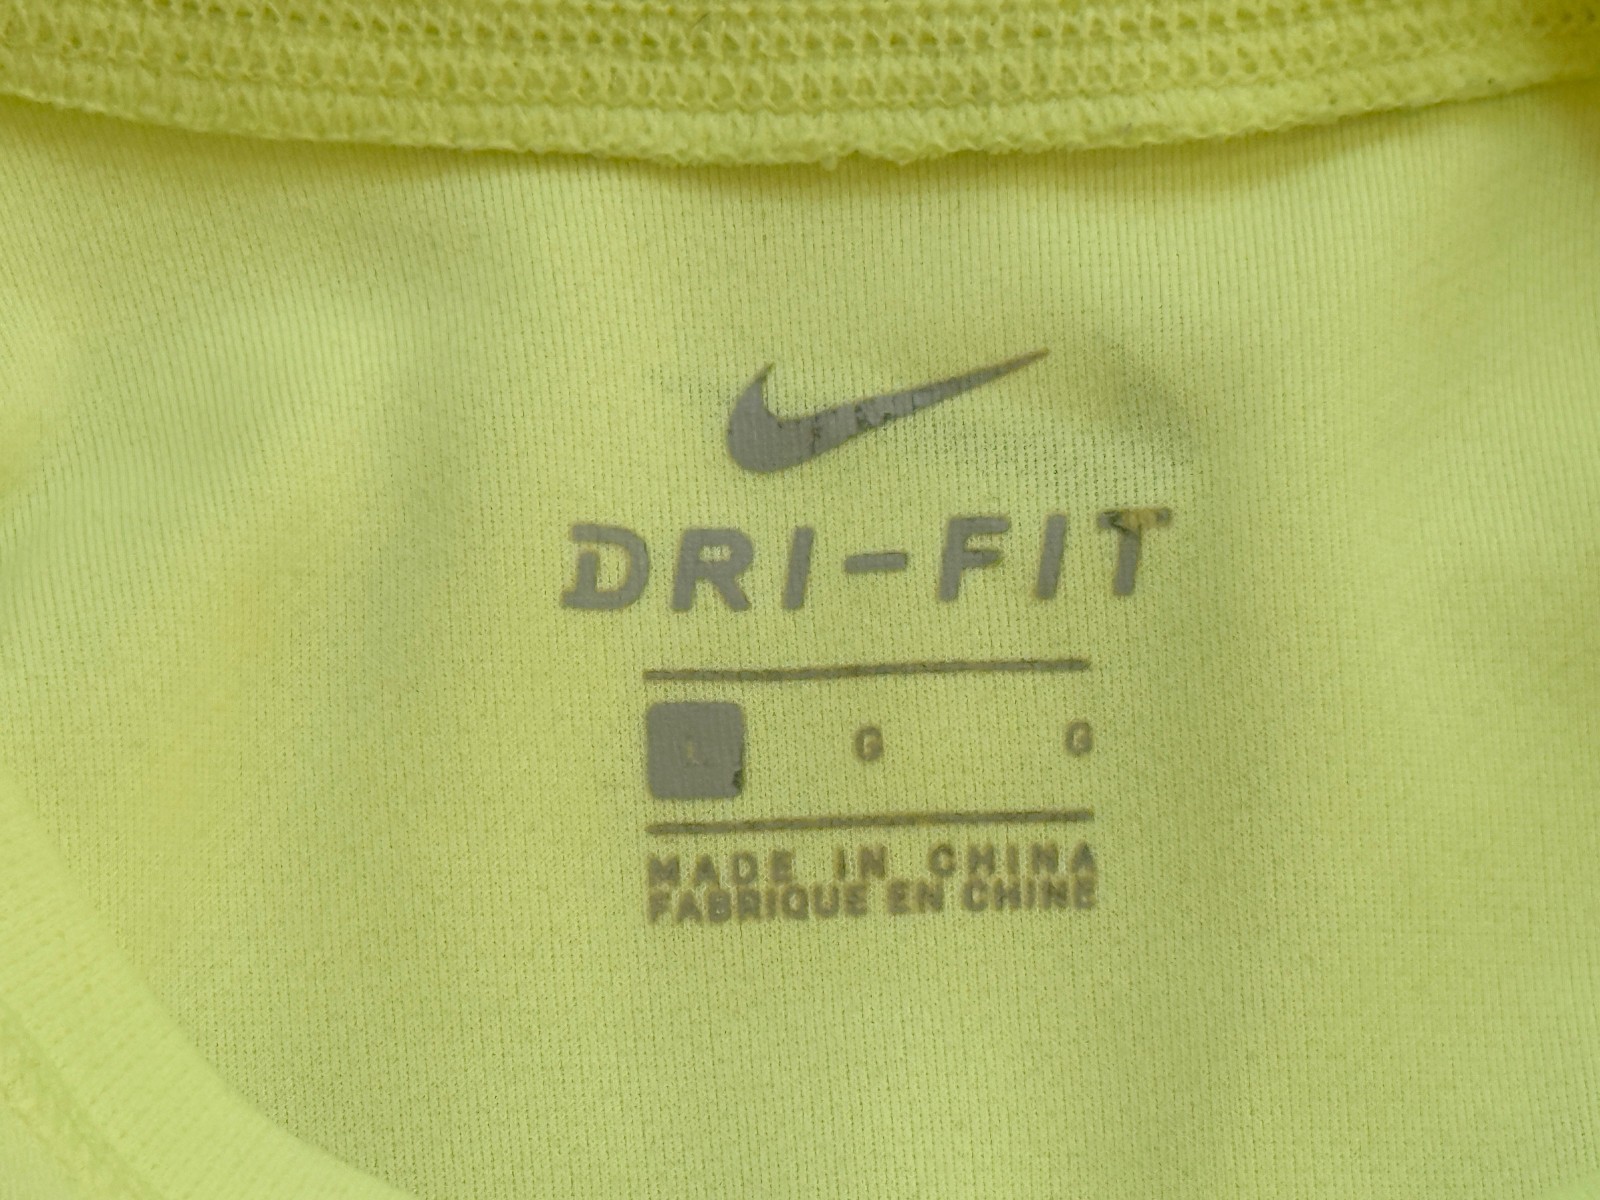 DRI-FIT
L G G
MADE IN CHINA
FABRIQUE EN CHINE